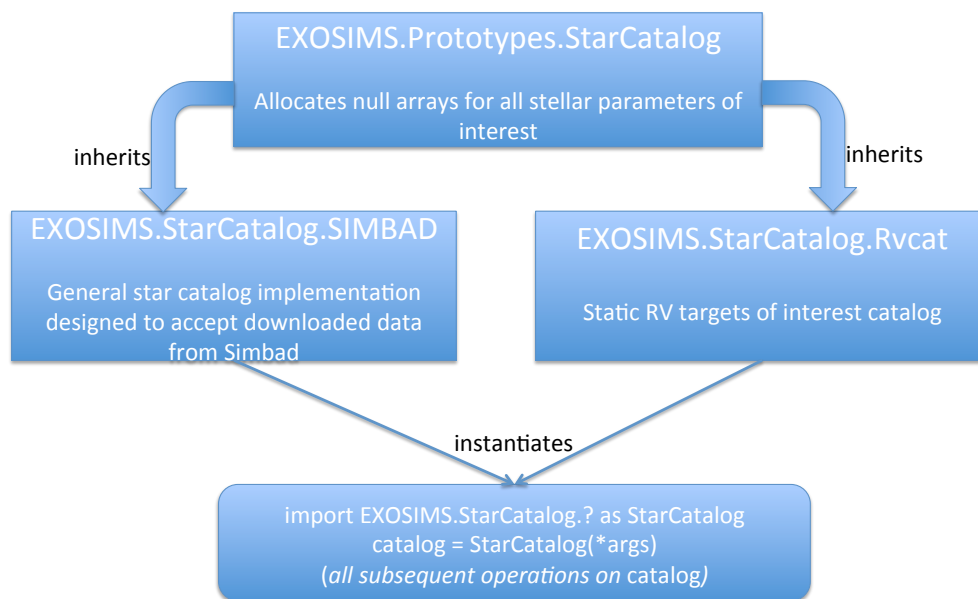 EXOSIMS.Prototypes.StarCatalog
Allocates null arrays for all stellar parameters of
interest
inherits
inherits
EXOSIMS.StarCatalog.SIMBAD
General star catalog implementation
designed to accept downloaded data
from Simbad
EXOSIMS.StarCatalog.Rvcat
Static RV targets of interest catalog
instantiates
import EXOSIMS.StarCatalog.? as StarCatalog
catalog = StarCatalog(*args)
(all subsequent operations on catalog)